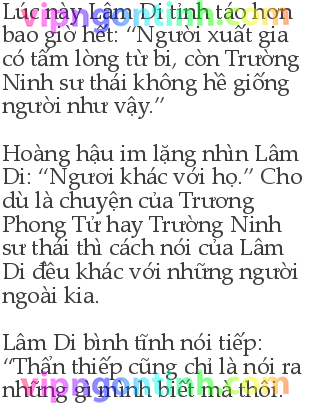 Lúc này Lâm Di tỉnh táo hơn
bao giờ hết: “Người xuất gia
có tấm lòng từ bi, còn Trường
Ninh sư thái không hề giống
người như vậy.”
Hoàng hậu im lặng nhìn Lâm
Di: “Ngươi khác với họ.” Cho
dù là chuyện của Trương
Phong Tử hay Trường Ninh
sư thái thì cách nói của Lâm
Di đều khác với những người
ngoài kia.
Lâm Di bình tĩnh nói tiếp:
“Thần thiếp cũng chỉ là nói ra
những gì mình biết mà thôi.
vipngontinh.com
vipngontinh.com